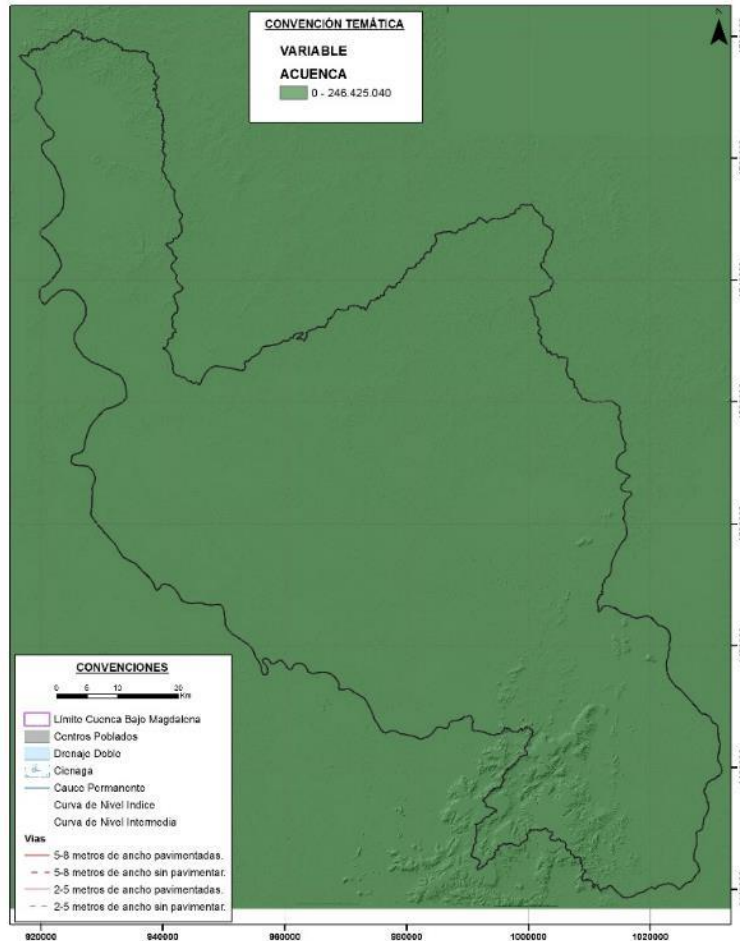 CONVENCIÓN TEMÁTICA
VARIABLE
ACUENCA
0 - 246.425.040
CONVENCIONES
0 5 10 20
Km
Límite Cuenca Bajo Magdalena
Centros Poblados
Drenaje Doble
Cienaga
Cauce Permanente
Curva de Nivel Indice
Curva de Nivel Intermedia
Vias
5-8 metros de ancho pavimentadas.
5-8 metros de ancho sin pavimentar.
2-5 metros de ancho pavimentadas.
2-5 metros de ancho sin pavimentar.
920000 940000 960000 980000 1000000 1020000